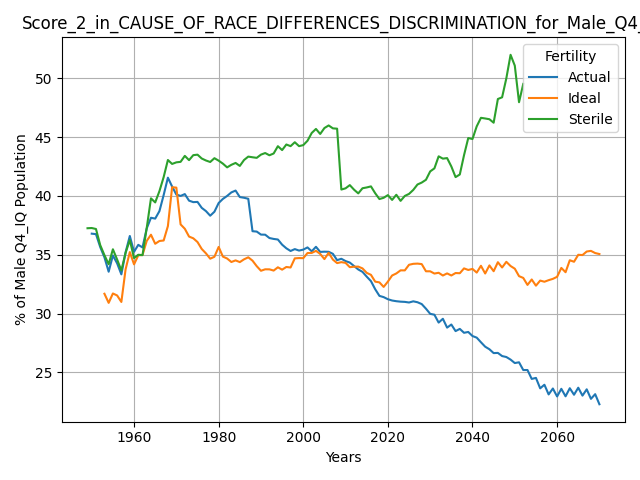 Score_2_in_CAUSE_OF_RACE_DIFFERENCES_DISCRIMINATION_for_Male_Q4_
Fertility
Actual
Ideal
Sterile
% of Male Q4_IQ Population
50
45
40
35
30
25
1960 1980 2000 2020 2040 2060
Years